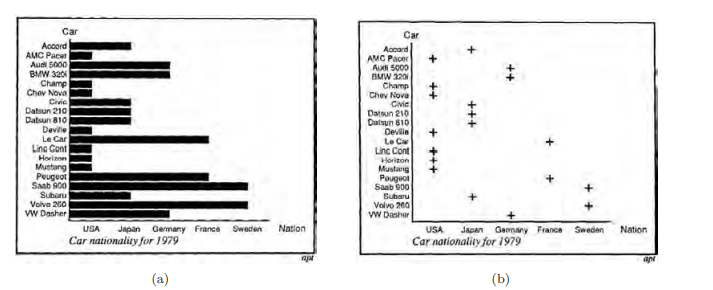 Car
Accord
AMC Pacer
Audi 5000
BMW 320i
Champ
Chev Nova
Civic
Datsun 210
Datsun 810
Deville
Le Car
Linc Cont
Horizon
Mustang
Peugeot
Saab 900
Subaru
Volvo 260
VW Dasher
USA Japan Germany France Sweden Nation
Car nationality for 1979
apt
(a)
Car
Accord
AMC Pacer
Audi 5000
BMW 320i
Champ
Chev Nova
Civic
Datsun 210
Datsun 810
Deville
Le Car
Linc Cont
Horizon
Mustang
Peugeot
Saab 900
Subaru
Volvo 260
VW Dasher
USA Japan Germany France Sweden Nation
Car nationality for 1979
apt
(b)